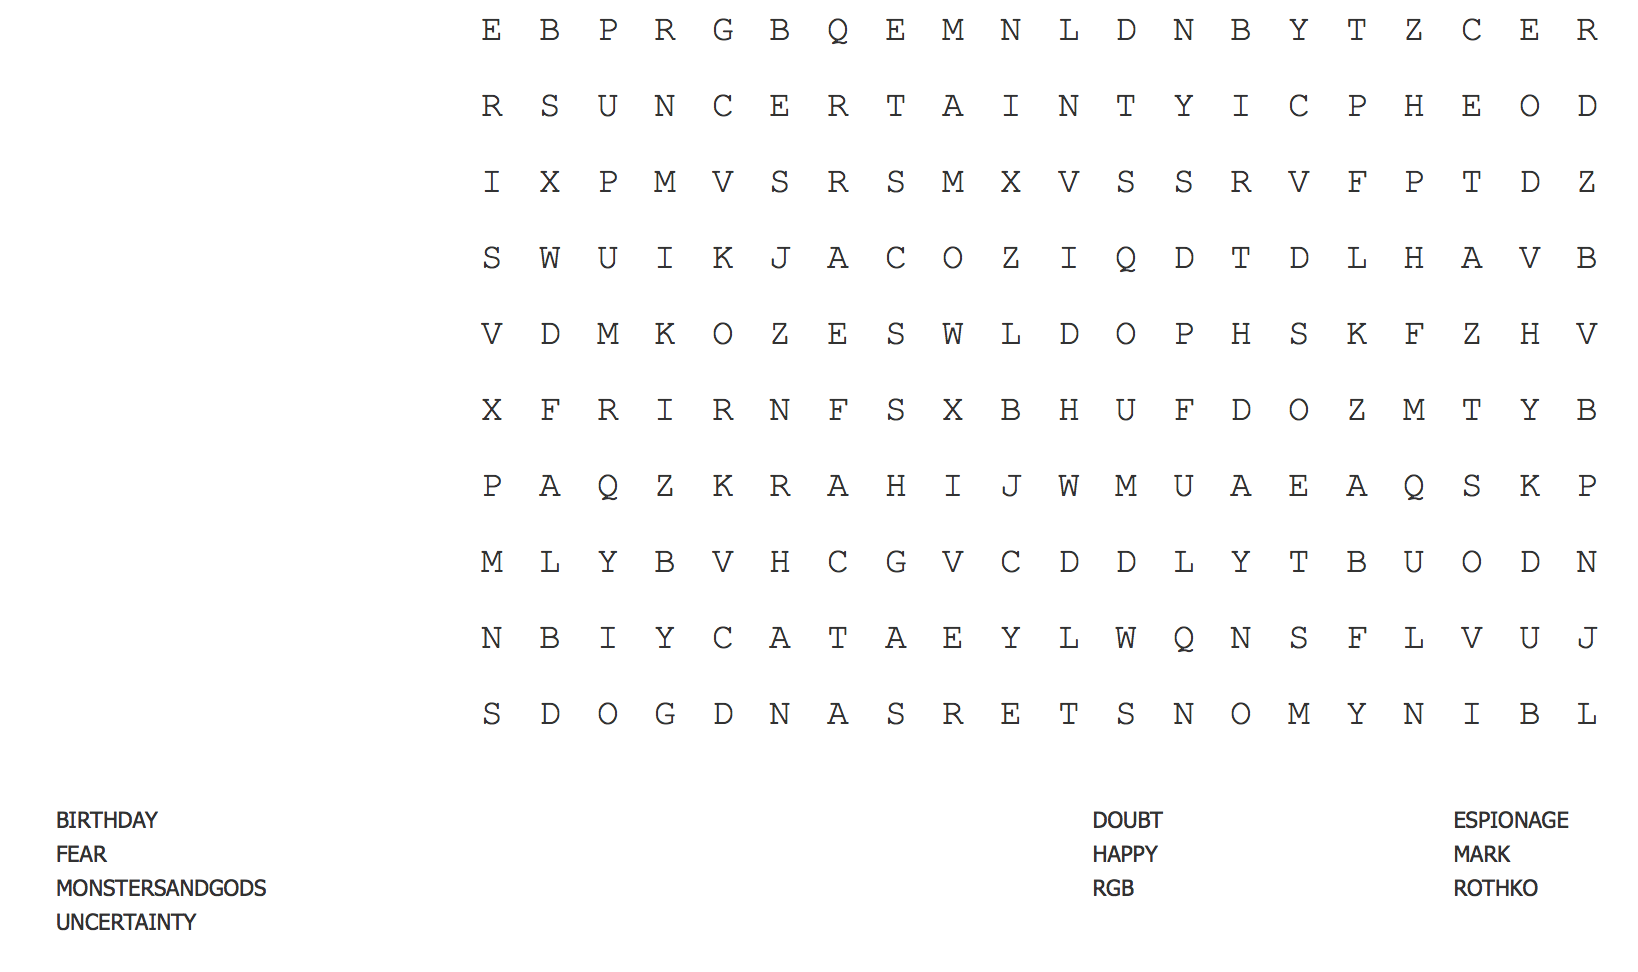 E B P R G B Q E M N L D N B Y T Z C E R
R S U N C E R T A I N T Y I C P H E O D
I X P M V S R S M X V S S R V F P T D Z
S W U I K J A C O Z I Q D T D L H A V B
V D M K O Z E S W L D O P H S K F Z H V
X F R I R N F S X B H U F D O Z M T Y B
P A Q Z K R A H I J W M U A E A Q S K P
M L Y B V H C G V C D D L Y T B U O D N
N B I Y C A T A E Y L W Q N S F L V U J
S D O G D N A S R E T S N O M Y N I B L
BIRTHDAY DOUBT ESPIONAGE
FEAR HAPPY MARK
MONSTERSANDGODS RGB ROTHKO
UNCERTAINTY